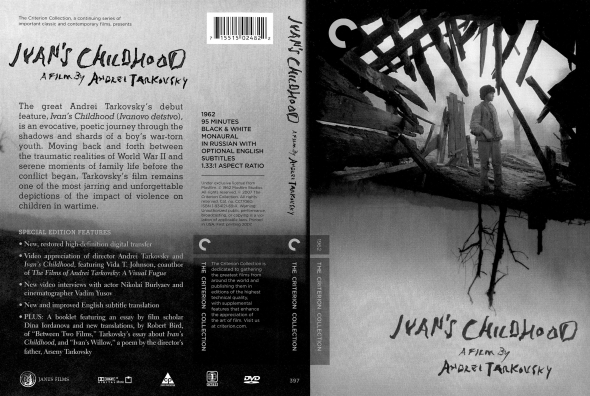 The Criterion Collection, a continuing series of
important classic and contemporary films, presents
IVAN'S CHILDHOOD
A FILM BY ANDREI TARKOVSKY
The great Andrei Tarkovsky's debut
feature, Ivan's Childhood (Ivanovo detstvo),
is an evocative, poetic journey through the
shadows and shards of a boy's war-torn
youth. Moving back and forth between
the traumatic realities of World War II and
serene moments of family life before the
conflict began, Tarkovsky's film remains
one of the most jarring and unforgettable
depictions of the impact of violence on
children in wartime.
SPECIAL EDITION FEATURES
• New, restored high-definition digital transfer
• Video appreciation of director Andrei Tarkovsky and
Ivan's Childhood, featuring Vida T. Johnson, coauthor
of The Films of Andrei Tarkovsky: A Visual Fugue
• New video interviews with actor Nikolai Burlyaev and
cinematographer Vadim Yusov
• New and improved English subtitle translation
• PLUS: A booklet featuring an essay by film scholar
Dina Iordanova and new translations, by Robert Bird,
of "Between Two Films," Tarkovsky's essay about Ivan's
Childhood, and "Ivan's Willow," a poem by the director's
father, Arseny Tarkovsky
JANUS FILMS
7 15515 02482 2
1962
95 MINUTES
BLACK & WHITE
MONAURAL
IN RUSSIAN WITH
OPTIONAL ENGLISH
SUBTITLES
1.33:1 ASPECT RATIO
THE CRITERION COLLECTION
The Criterion Collection is
dedicated to gathering
the greatest films from
around the world and
publishing them in
editions of the highest
technical quality,
with supplemental
features that enhance
the appreciation of
the art of film. Visit us
at criterion.com.
DVD
IVAN'S CHILDHOOD
A FILM BY ANDREI TARKOVSKY
THE CRITERION COLLECTION
397
1962
THE CRITERION COLLECTION
IVAN'S CHILDHOOD
A FILM BY
ANDREI TARKOVSKY